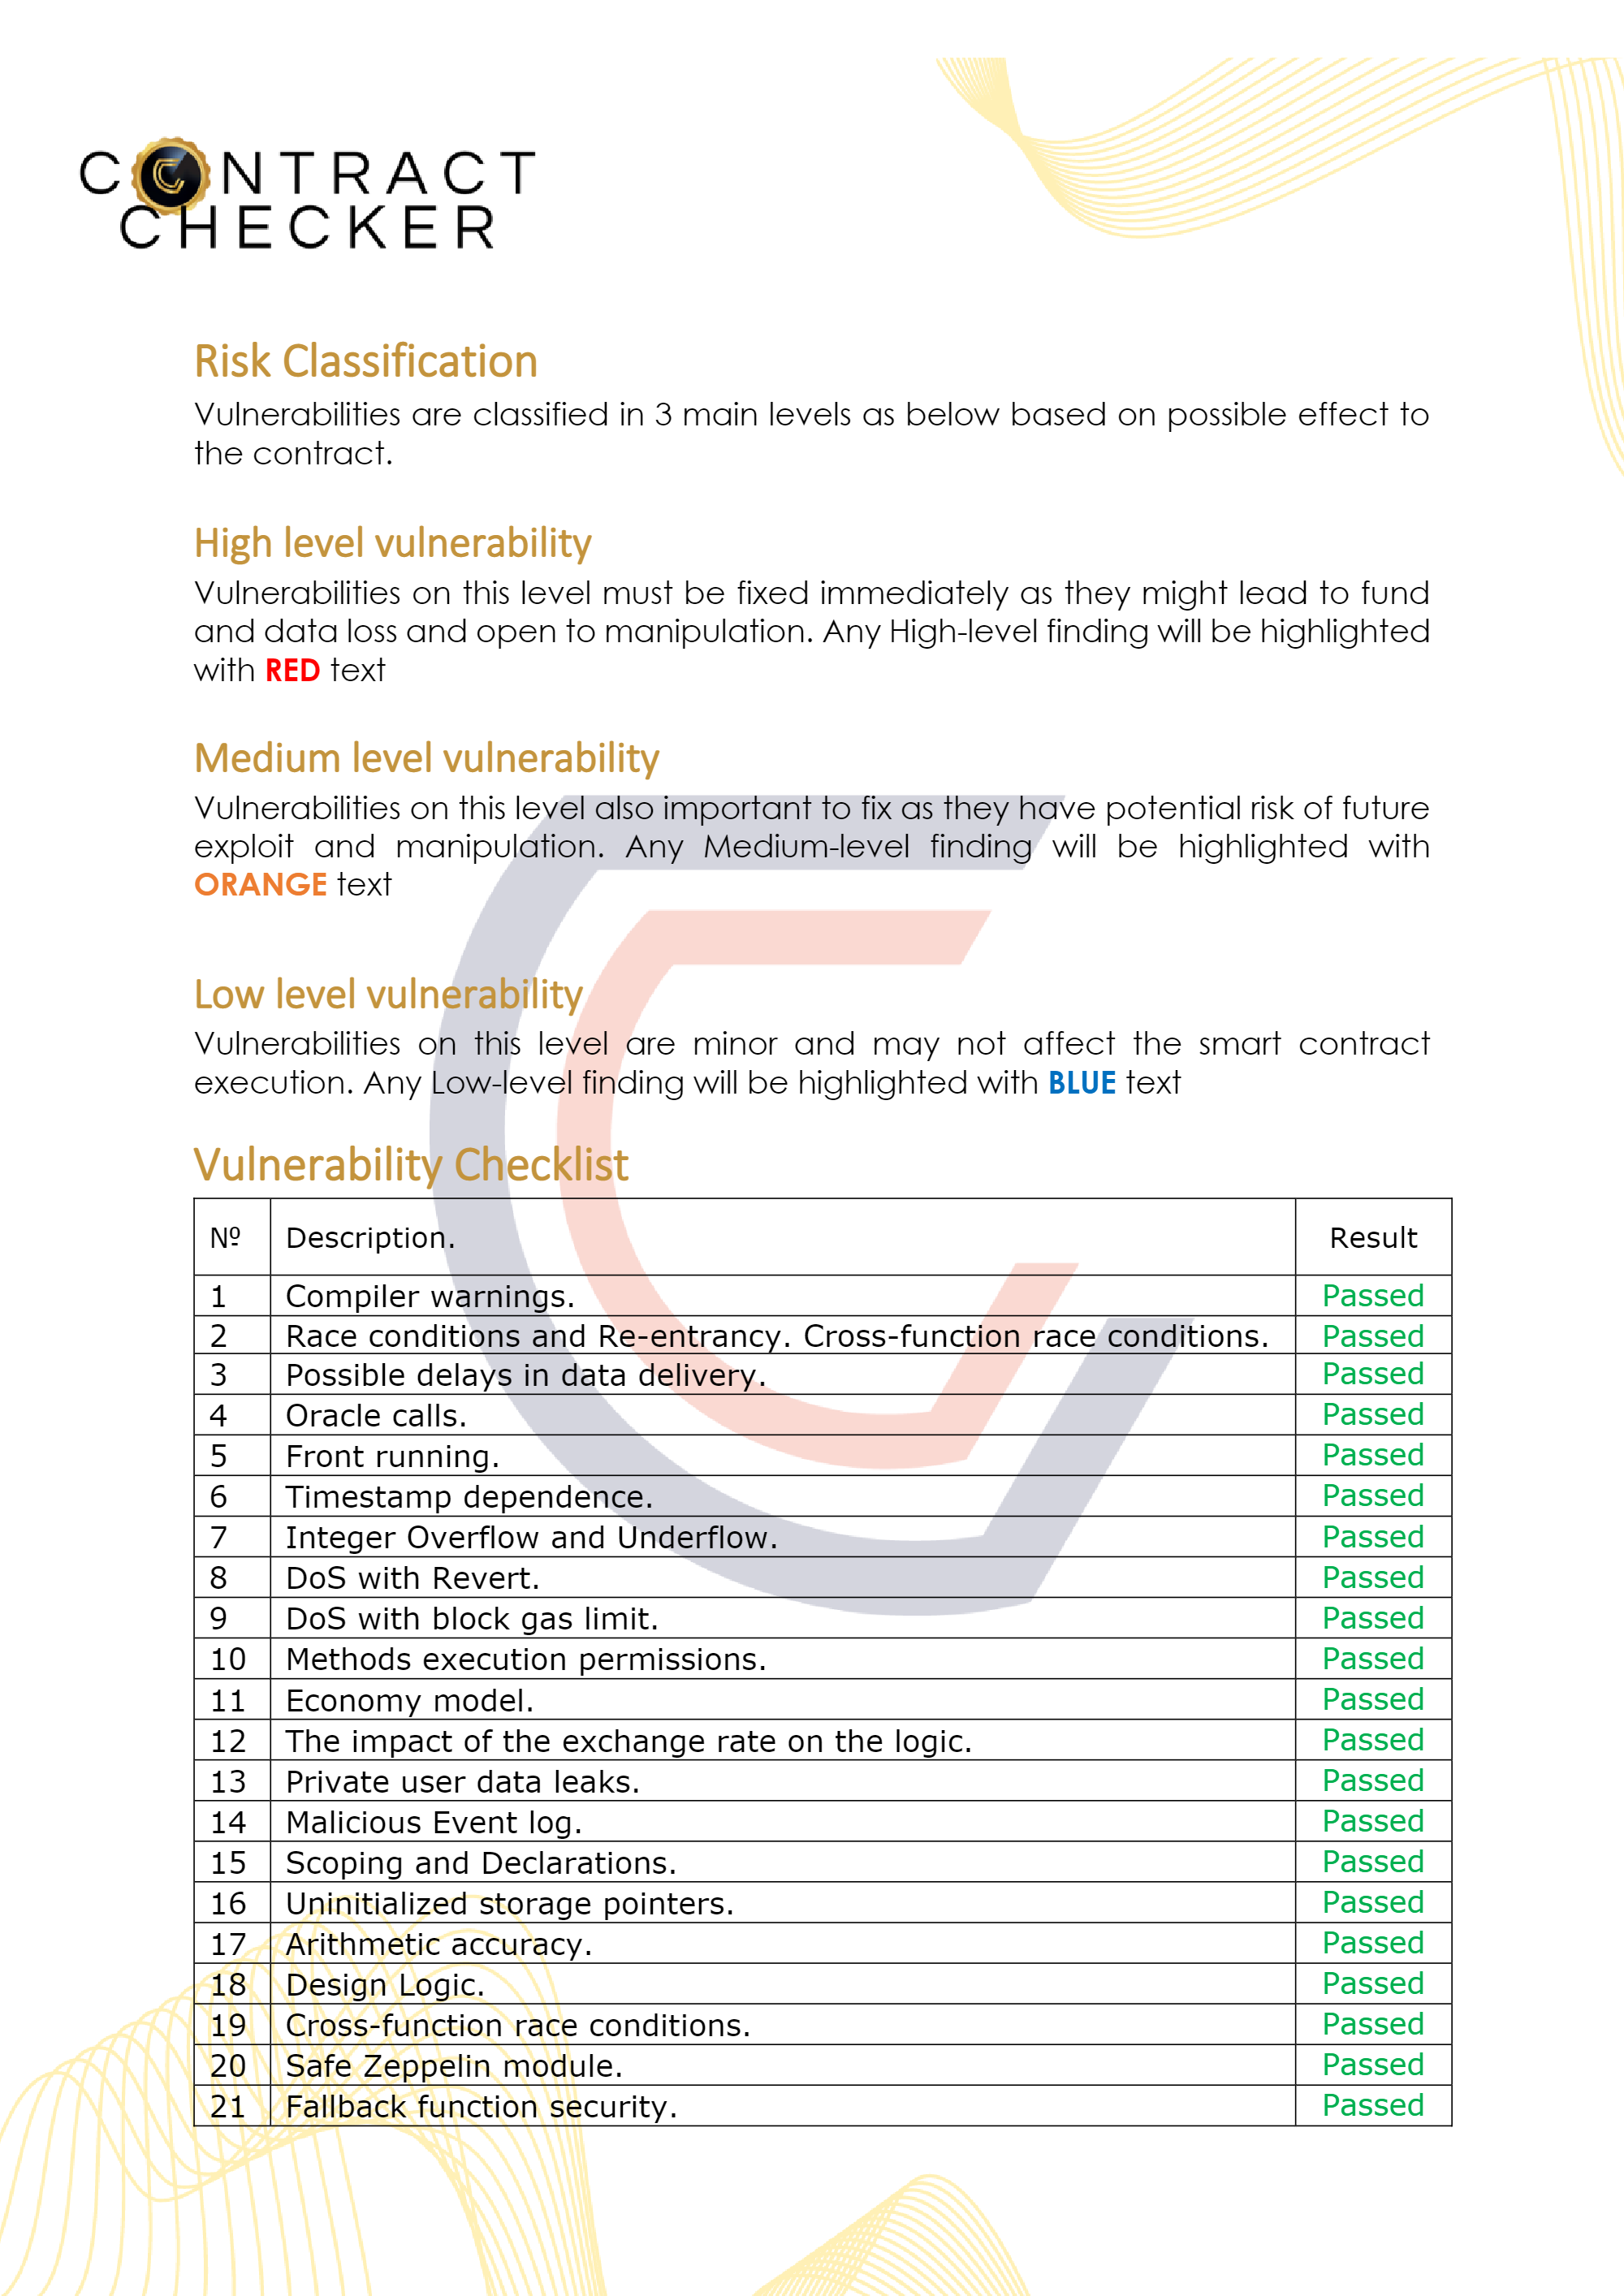 CONTRACT
CHECKER
Risk Classification
Vulnerabilities are classified in 3 main levels as below based on possible effect to
the contract.
High level vulnerability
Vulnerabilities on this level must be fixed immediately as they might lead to fund
and data loss and open to manipulation. Any High-level finding will be highlighted
with RED text
Medium level vulnerability
Vulnerabilities on this level also important to fix as they have potential risk of future
exploit and manipulation. Any Medium-level finding will be highlighted with
ORANGE text
Low level vulnerability
Vulnerabilities on this level are minor and may not affect the smart contract
execution. Any Low-level finding will be highlighted with BLUE text
Vulnerability Checklist
Nº Description. Result
1 Compiler warnings. Passed
2 Race conditions and Re-entrancy. Cross-function race conditions. Passed
3 Possible delays in data delivery. Passed
4 Oracle calls. Passed
5 Front running. Passed
6 Timestamp dependence. Passed
7 Integer Overflow and Underflow. Passed
8 DoS with Revert. Passed
9 DoS with block gas limit. Passed
10 Methods execution permissions. Passed
11 Economy model. Passed
12 The impact of the exchange rate on the logic. Passed
13 Private user data leaks. Passed
14 Malicious Event log. Passed
15 Scoping and Declarations. Passed
16 Uninitialized storage pointers. Passed
17 Arithmetic accuracy. Passed
18 Design Logic. Passed
19 Cross-function race conditions. Passed
20 Safe Zeppelin module. Passed
21 Fallback function security. Passed